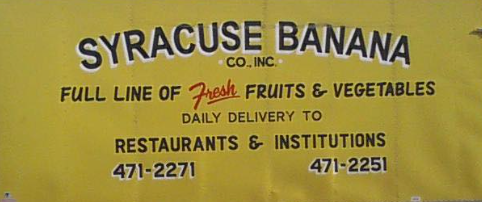 SYRACUSE BANANA
CO., INC.
FULL LINE OF Fresh FRUITS & VEGETABLES
DAILY DELIVERY TO
RESTAURANTS & INSTITUTIONS
471-2271 471-2251